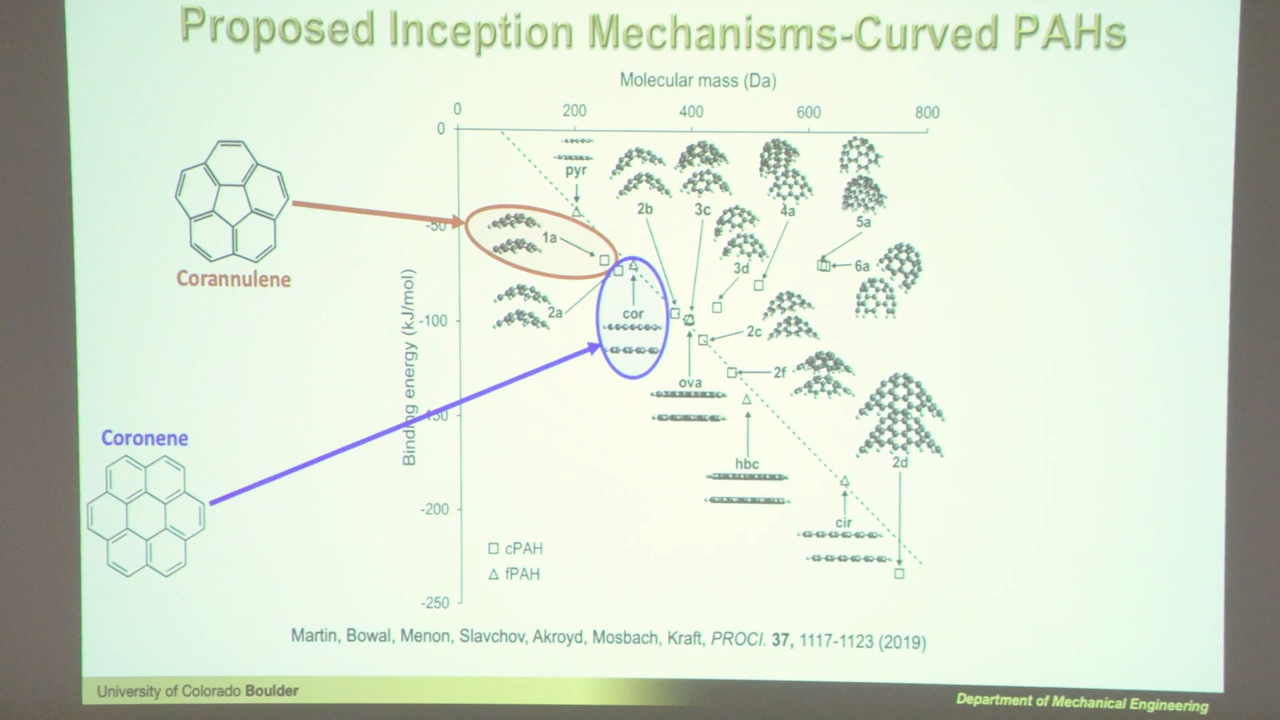 Proposed Inception Mechanisms-Curved PAHs
Molecular mass (Da)
0 200 400 600 800
0
-50
-100
-150
-200
-250
Binding energy (kJ/mol)
Corannulene
Coronene
pyr
2b
3c
4a
5a
1a
3d
6a
2a
cor
2c
ova
2f
hbc
2d
cir
□ cPAH
△ fPAH
Martin, Bowal, Menon, Slavchov, Akroyd, Mosbach, Kraft, PROCI. 37, 1117-1123 (2019)
University of Colorado Boulder
Department of Mechanical Engineering